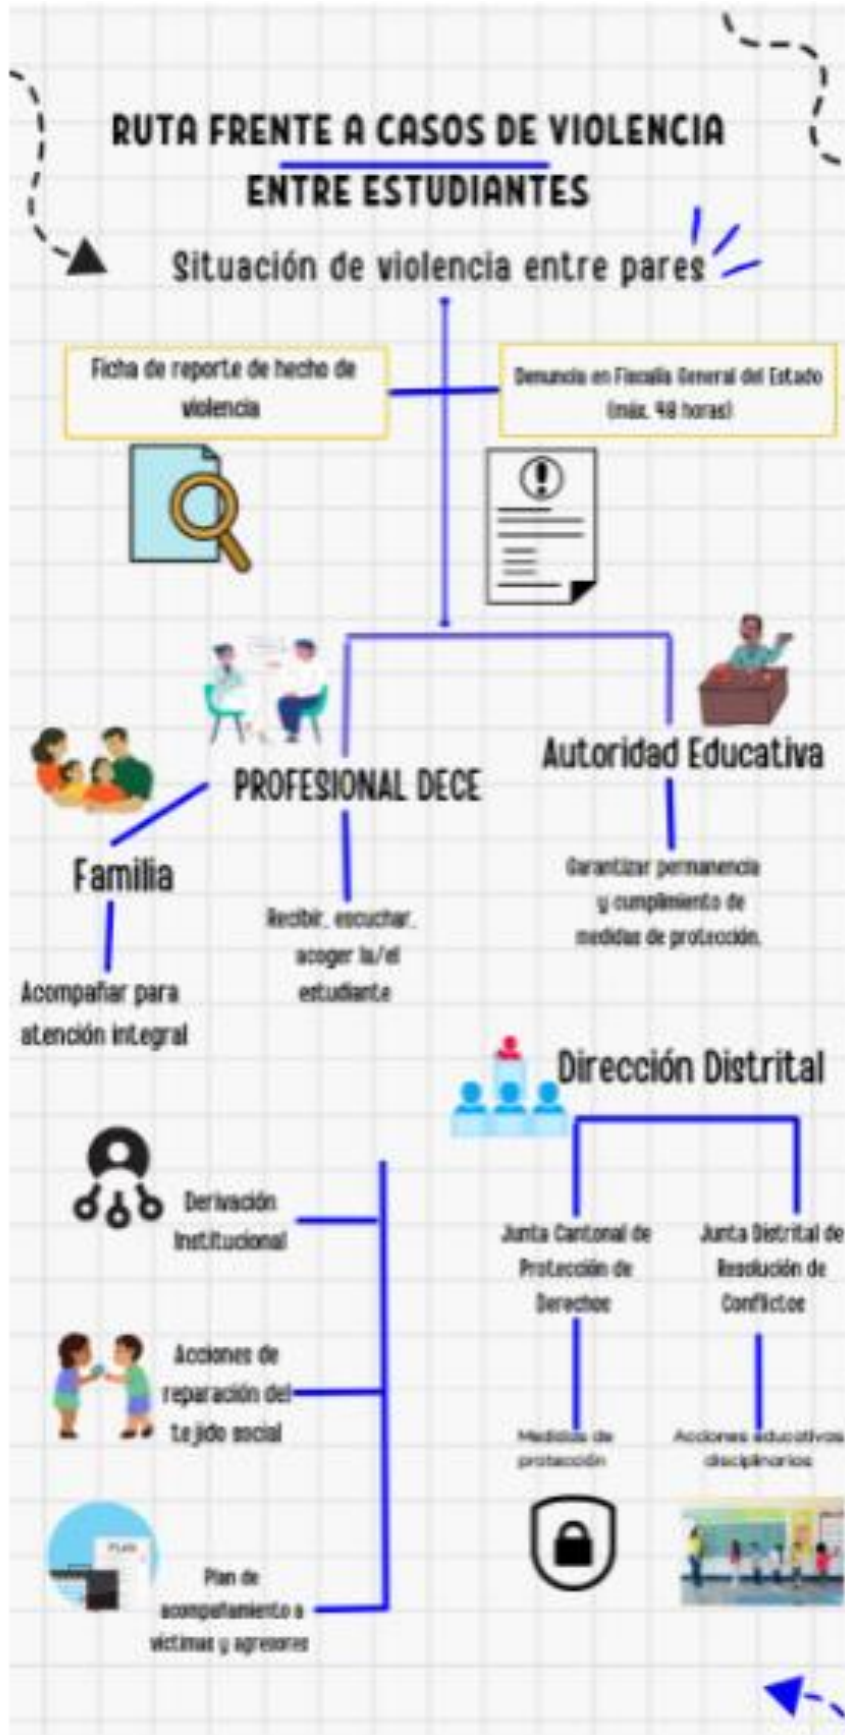 RUTA FRENTE A CASOS DE VIOLENCIA
ENTRE ESTUDIANTES
Situación de violencia entre pares
Ficha de reporte de hecho de
violencia
Denuncia en Fiscalía General del Estado
(máx. 48 horas)
PROFESIONAL DECE
Autoridad Educativa
Familia
Garantizar permanencia
y cumplimiento de
medidas de protección.
Recibir, escuchar,
acoger la/el
estudiante
Acompañar para
atención integral
Dirección Distrital
Derivación
Institucional
Junta Cantonal de
Protección de
Derechos
Junta Distrital de
Resolución de
Conflictos
Acciones de
reparación del
tejido social
Medidas de
protección
Acciones educativas
disciplinarios
PLAN
Plan de
acompañamiento a
víctimas y agresores